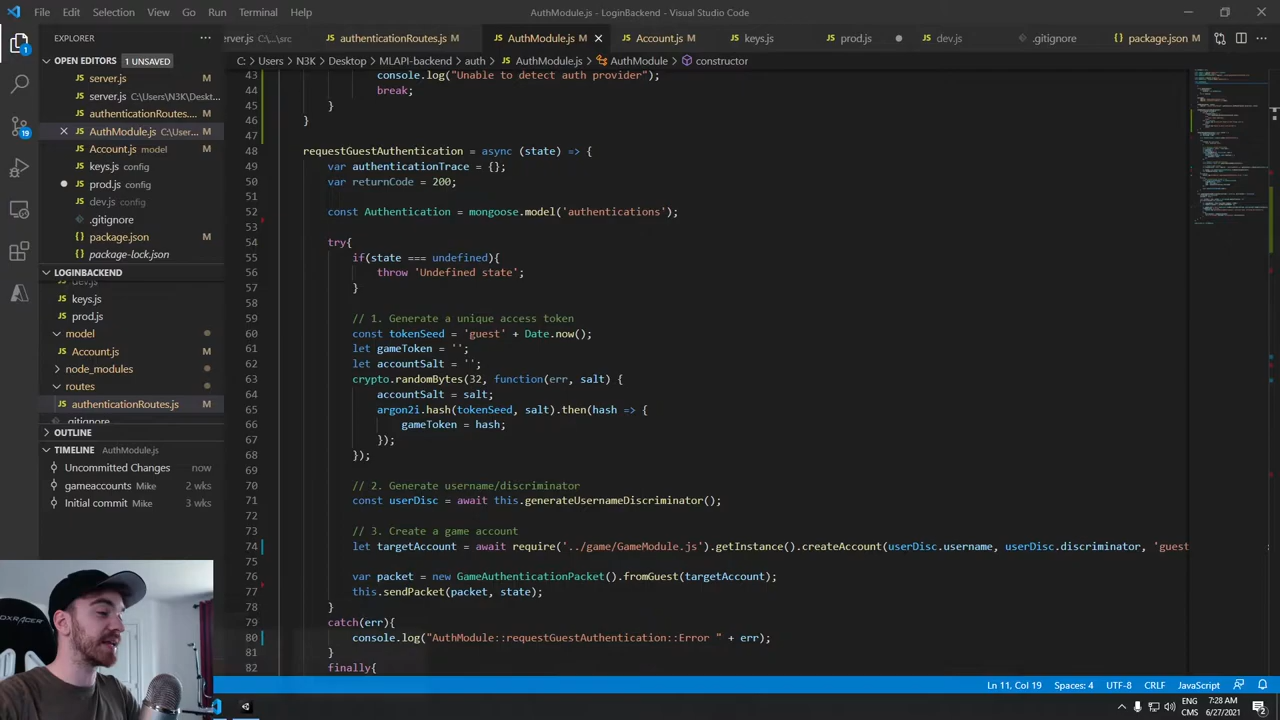 File Edit Selection View Go Run Terminal Help
AuthModule.js - LoginBackend - Visual Studio Code
EXPLORER
OPEN EDITORS 1 UNSAVED
server.js M
server.js C:\Users\N3K\Deskt...
authenticationRoutes.... M
AuthModule.js C:\User... M
Account.js model M
keys.js config
prod.js config
dev.js config
.gitignore
package.json M
package-lock.json
LOGINBACKEND
dev.js
keys.js
prod.js
model
Account.js M
node_modules
routes
authenticationRoutes.js M
.gitignore
OUTLINE
TIMELINE AuthModule.js
Uncommitted Changes now
gameaccounts Mike 2 wks
Initial commit Mike 3 wks
1
19
erver.js C:\...\src authenticationRoutes.js M AuthModule.js M Account.js M keys.js prod.js dev.js .gitignore package.json M
C: > Users > N3K > Desktop > MLAPI-backend > auth > AuthModule.js > AuthModule > constructor
43 console.log("Unable to detect auth provider");
44 break;
45 }
46 }
47
48 requestGuestAuthentication = async (state) => {
49 var authenticationTrace = {};
50 var returnCode = 200;
51
52 const Authentication = mongoose.model('authentications');
53
54 try{
55 if(state === undefined){
56 throw 'Undefined state';
57 }
58
59 // 1. Generate a unique access token
60 const tokenSeed = 'guest' + Date.now();
61 let gameToken = '';
62 let accountSalt = '';
63 crypto.randomBytes(32, function(err, salt) {
64 accountSalt = salt;
65 argon2i.hash(tokenSeed, salt).then(hash => {
66 gameToken = hash;
67 });
68 });
69
70 // 2. Generate username/discriminator
71 const userDisc = await this.generateUsernameDiscriminator();
72
73 // 3. Create a game account
74 let targetAccount = await require('../game/GameModule.js').getInstance().createAccount(userDisc.username, userDisc.discriminator, 'guest
75
76 var packet = new GameAuthenticationPacket().fromGuest(targetAccount);
77 this.sendPacket(packet, state);
78 }
79 catch(err){
80 console.log("AuthModule::requestGuestAuthentication::Error " + err);
81 }
82 finally{
Ln 11, Col 19 Spaces: 4 UTF-8 CRLF JavaScript
ENG
CMS
7:28 AM
6/27/2021
DXRACER